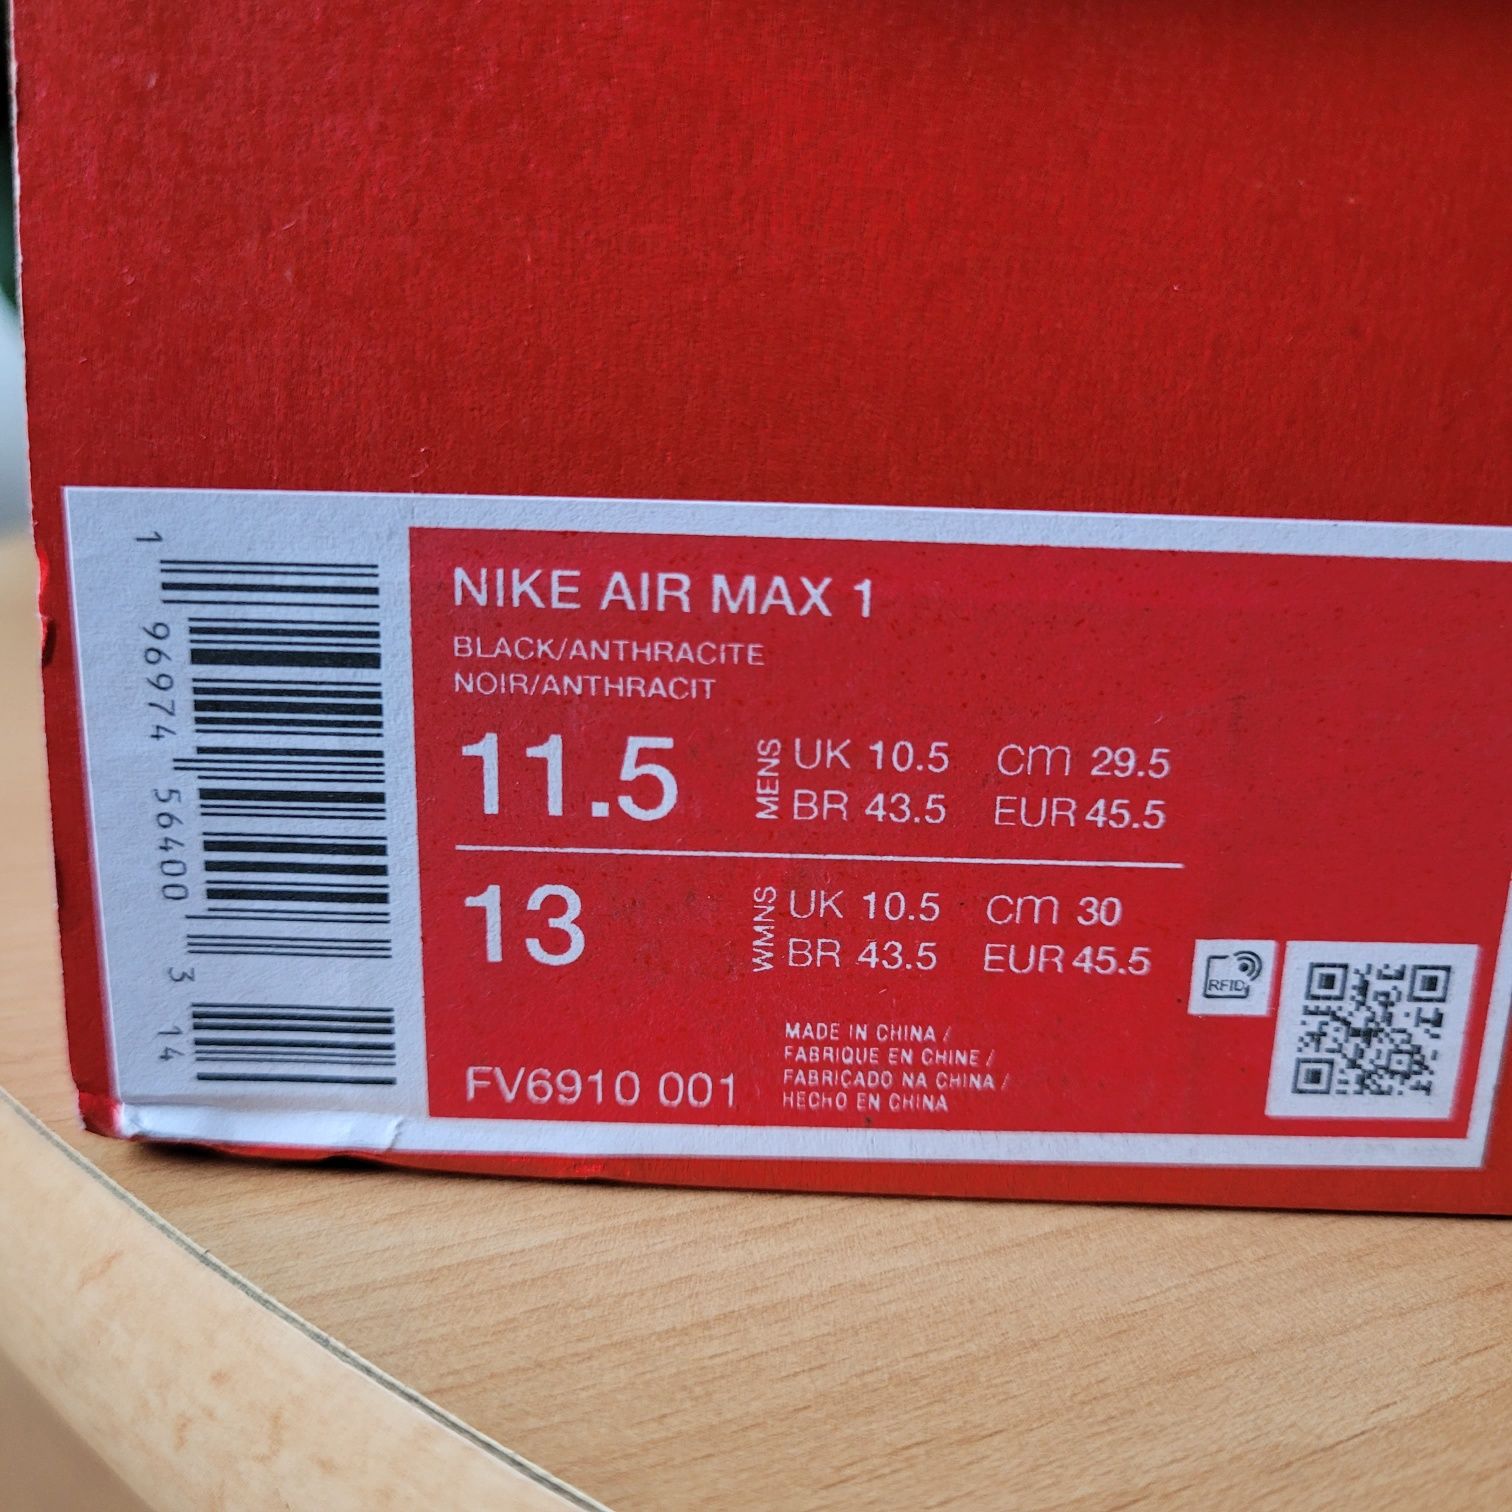 1 96974 56400 3 14
NIKE AIR MAX 1
BLACK/ANTHRACITE
NOIR/ANTHRACIT
11.5 MENS UK 10.5 cm 29.5
BR 43.5 EUR 45.5
13 WMNS UK 10.5 cm 30
BR 43.5 EUR 45.5
RFID
FV6910 001
MADE IN CHINA /
FABRIQUE EN CHINE /
FABRICADO NA CHINA /
HECHO EN CHINA